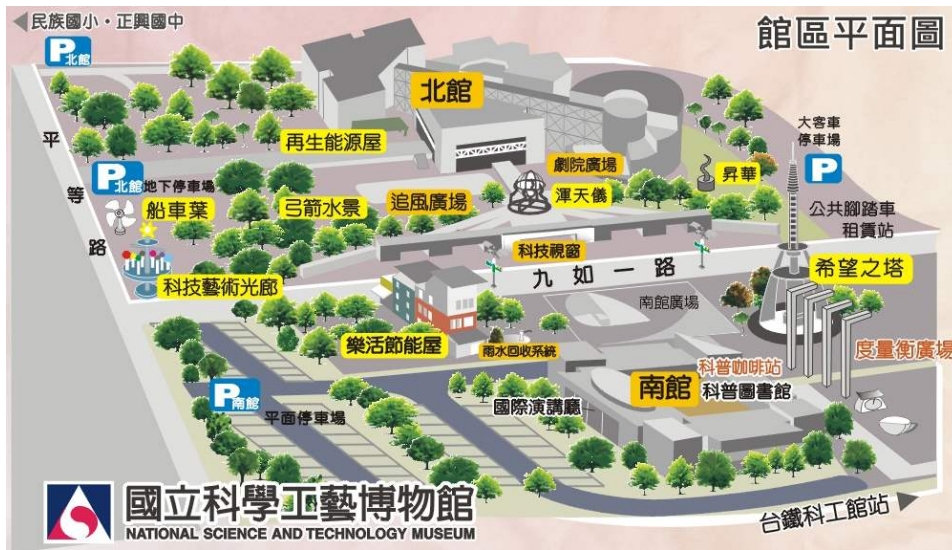 民族國小・正興國中
館區平面圖
P北館
北館
大客車
停車場
P
平等路
再生能源屋
劇院廣場
昇華
P北館 地下停車場
船車葉
弓箭水景
追風廣場
渾天儀
公共腳踏車
租賃站
科技視窗
九如一路
希望之塔
科技藝術光廊
南館廣場
樂活節能屋
雨水回收系統
度量衡廣場
科普咖啡站
南館
科普圖書館
P南館
平面停車場
國際演講廳
國立科學工藝博物館
NATIONAL SCIENCE AND TECHNOLOGY MUSEUM
台鐵科工館站